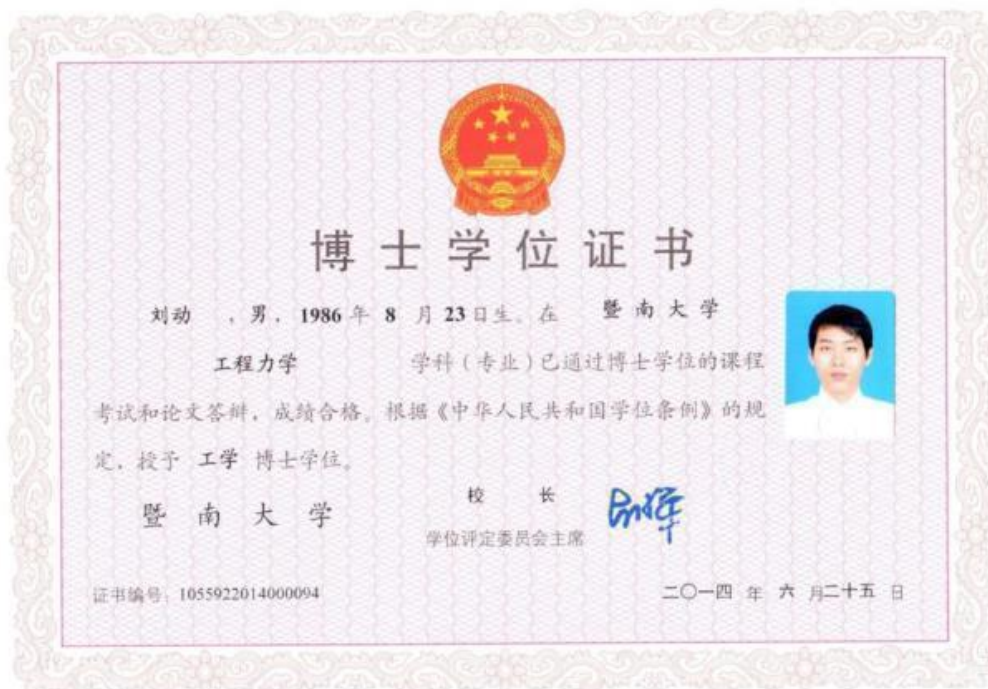 博士学位证书
刘动 ，男，1986 年 8 月 23 日生。在 暨南大学
工程力学 学科（专业）已通过博士学位的课程
考试和论文答辩，成绩合格。根据《中华人民共和国学位条例》的规
定，授予 工学 博士学位。
暨南大学
校长
学位评定委员会主席
证书编号：1055922014000094
二〇一四 年 六 月二十五 日